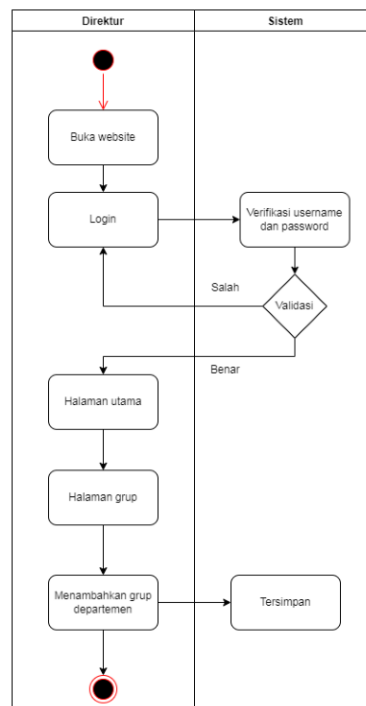 Direktur
Sistem
Buka website
Login
Verifikasi username
dan password
Salah
Validasi
Benar
Halaman utama
Halaman grup
Menambahkan grup
departemen
Tersimpan